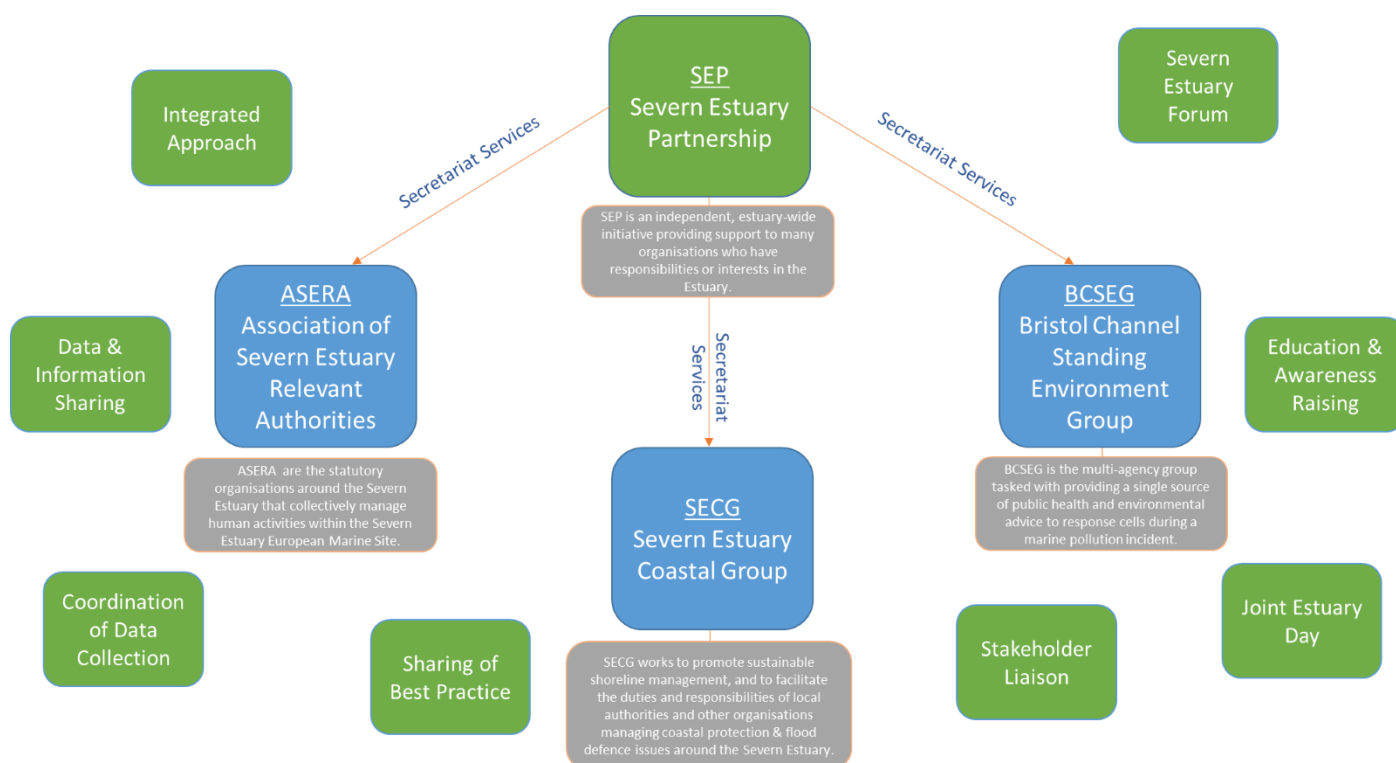 SEP
Severn Estuary
Partnership
Severn
Estuary
Forum
Integrated
Approach
Secretariat Services
Secretariat Services
SEP is an independent, estuary-wide
initiative providing support to many
organisations who have
responsibilities or interests in the
Estuary.
ASERA
Association of
Severn Estuary
Relevant
Authorities
BCSEG
Bristol Channel
Standing
Environment
Group
Data &
Information
Sharing
Secretariat
Services
Education &
Awareness
Raising
ASERA are the statutory
organisations around the Severn
Estuary that collectively manage
human activities within the Severn
Estuary European Marine Site.
SECG
Severn Estuary
Coastal Group
BCSEG is the multi-agency group
tasked with providing a single source
of public health and environmental
advice to response cells during a
marine pollution incident.
Coordination
of Data
Collection
Sharing of
Best Practice
SECG works to promote sustainable
shoreline management, and to facilitate
the duties and responsibilities of local
authorities and other organisations
managing coastal protection & flood
defence issues around the Severn Estuary.
Stakeholder
Liaison
Joint Estuary
Day